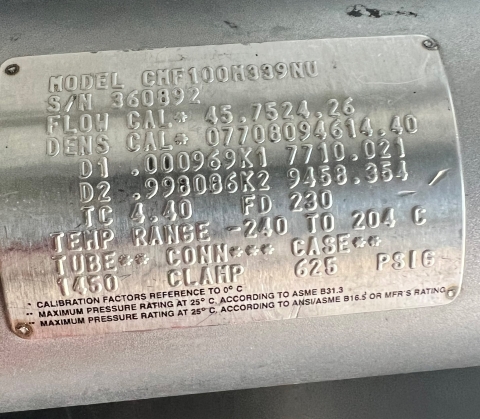 MODEL CMF100M339NU
S/N 360892
FLOW CAL* 45.7524.26
DENS CAL* 07708094614.40
D1 .000969K1 7710.021
D2 .998086K2 9458.354
TC 4.40 FD 230
TEMP RANGE -240 TO 204 C
TUBE** CONN*** CASE**
1450 CLAMP 625 PSIG
* CALIBRATION FACTORS REFERENCE TO 0° C
** MAXIMUM PRESSURE RATING AT 25° C, ACCORDING TO ASME B31.3
*** MAXIMUM PRESSURE RATING AT 25° C, ACCORDING TO ANSI/ASME B16.5 OR MFR'S RATING